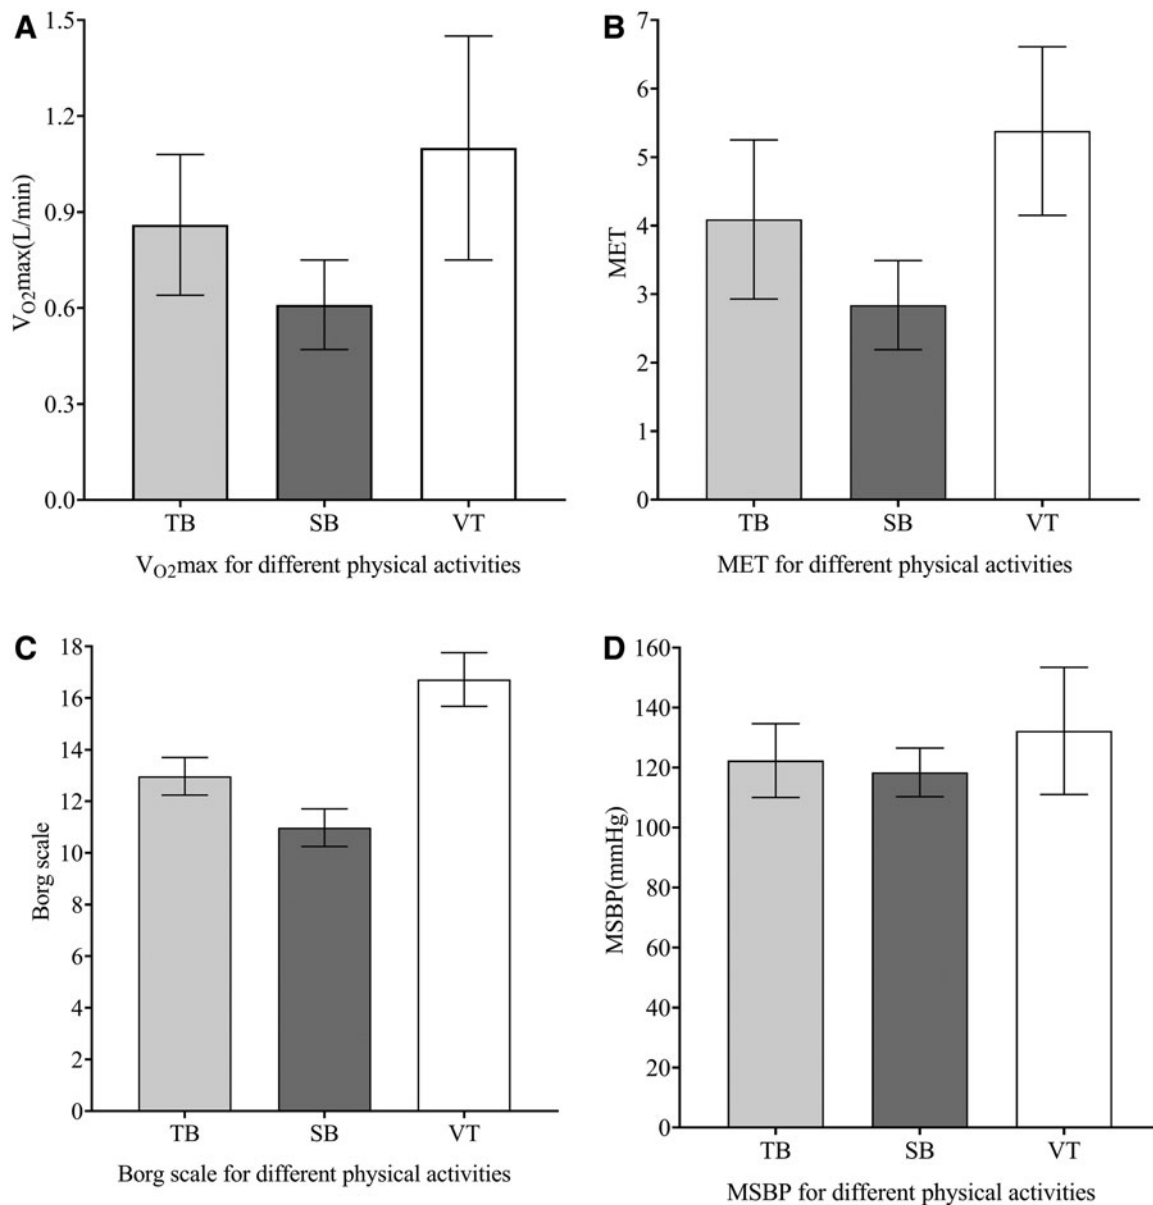 A
V_O2max(L/min)
1.5
1.2
0.9
0.6
0.3
0.0
TB SB VT
V_O2max for different physical activities
B
MET
7
6
5
4
3
2
1
0
TB SB VT
MET for different physical activities
C
Borg scale
18
16
14
12
10
8
6
4
2
0
TB SB VT
Borg scale for different physical activities
D
MSBP(mmHg)
160
140
120
100
80
60
40
20
0
TB SB VT
MSBP for different physical activities